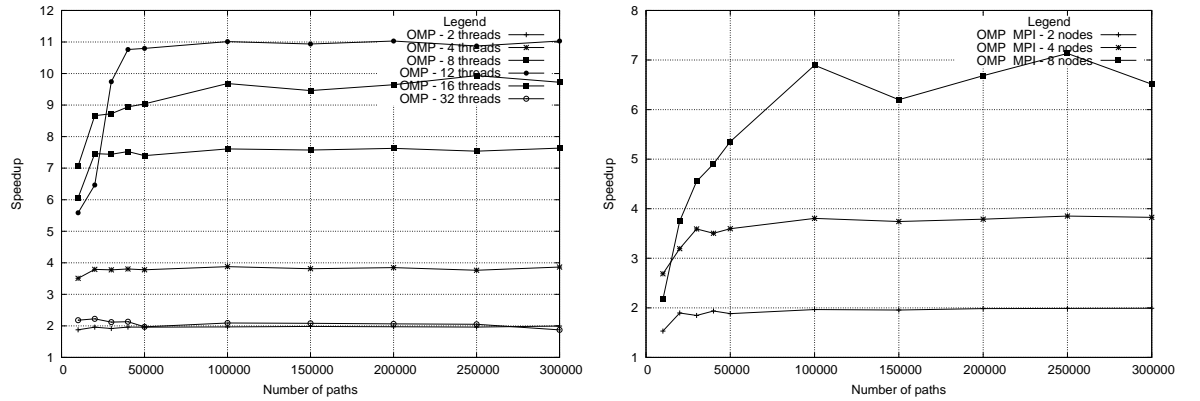 12
11
10
9
8
7
6
5
4
3
2
1
Speedup
0
50000
100000
150000
200000
250000
300000
Number of paths
Legend
OMP - 2 threads
OMP - 4 threads
OMP - 8 threads
OMP - 12 threads
OMP - 16 threads
OMP - 32 threads
8
7
6
5
4
3
2
1
Speedup
0
50000
100000
150000
200000
250000
300000
Number of paths
Legend
OMP MPI - 2 nodes
OMP MPI - 4 nodes
OMP MPI - 8 nodes